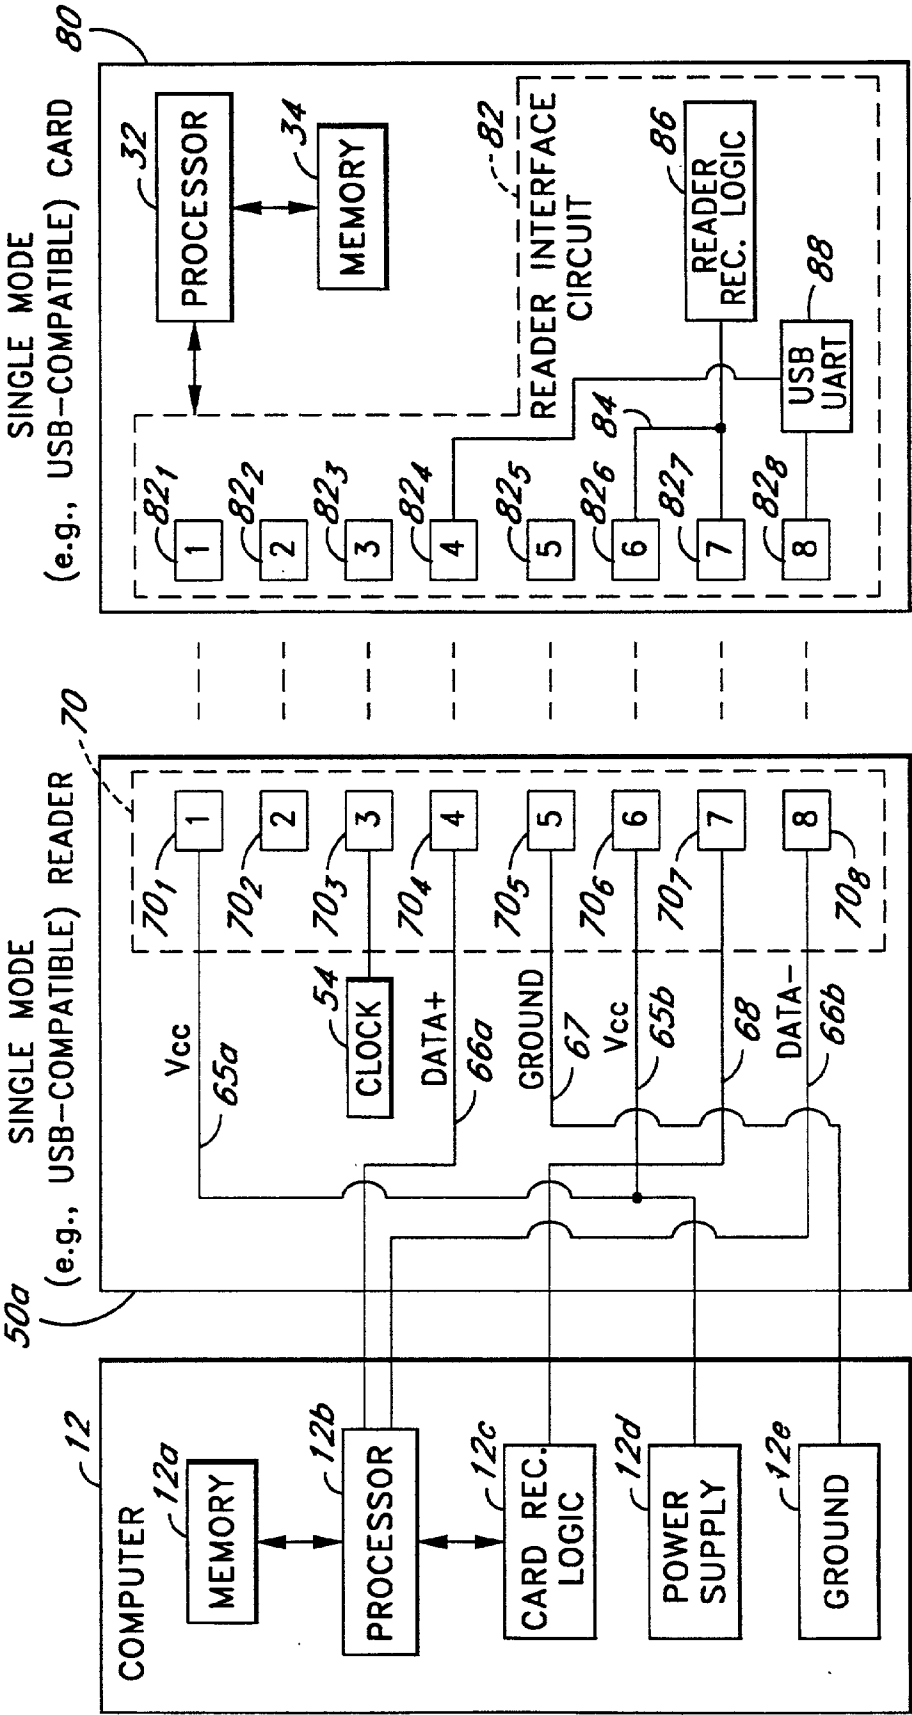 COMPUTER
12
MEMORY
12a
PROCESSOR
12b
CARD REC.
LOGIC
12c
POWER
SUPPLY
12d
GROUND
12e
SINGLE MODE
(e.g., USB-COMPATIBLE) READER
50a
70
Vcc
65a
CLOCK
54
DATA+
66a
GROUND
67
Vcc
65b
68
DATA-
66b
701
1
702
2
703
3
704
4
705
5
706
6
707
7
708
8
SINGLE MODE
(e.g., USB-COMPATIBLE) CARD
80
821
1
822
2
823
3
824
4
825
5
826
6
827
7
828
8
PROCESSOR
32
MEMORY
34
82
READER INTERFACE
CIRCUIT
84
READER
REC. LOGIC
86
USB
UART
88